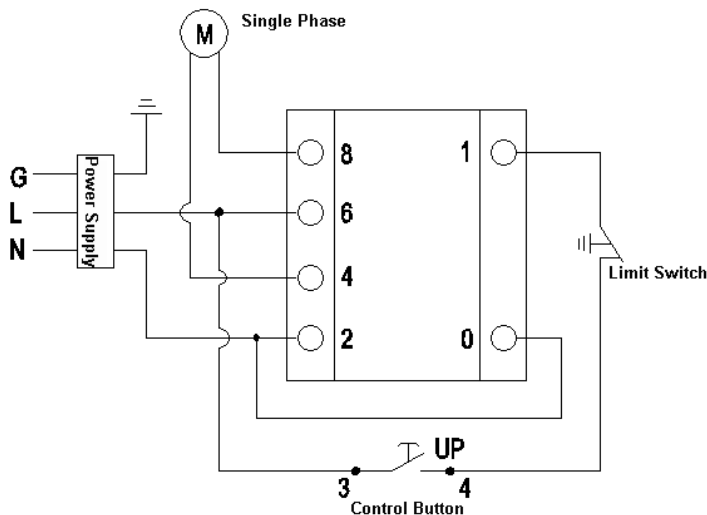 Single Phase
M
G
L
N
Power Supply
8
6
4
2
1
0
Limit Switch
UP
3
4
Control Button